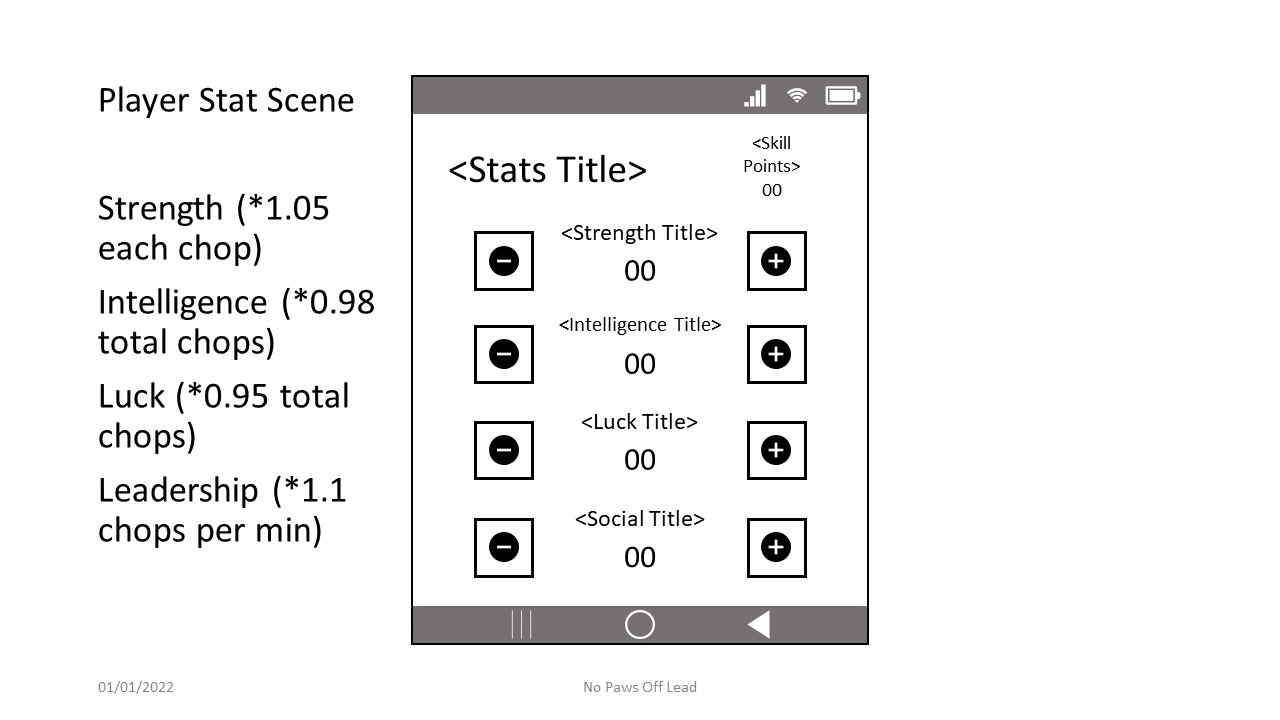 Player Stat Scene
Strength (*1.05
each chop)
Intelligence (*0.98
total chops)
Luck (*0.95 total
chops)
Leadership (*1.1
chops per min)
<Stats Title>
<Skill
Points>
00
<Strength Title>
00
<Intelligence Title>
00
<Luck Title>
00
<Social Title>
00
01/01/2022
No Paws Off Lead